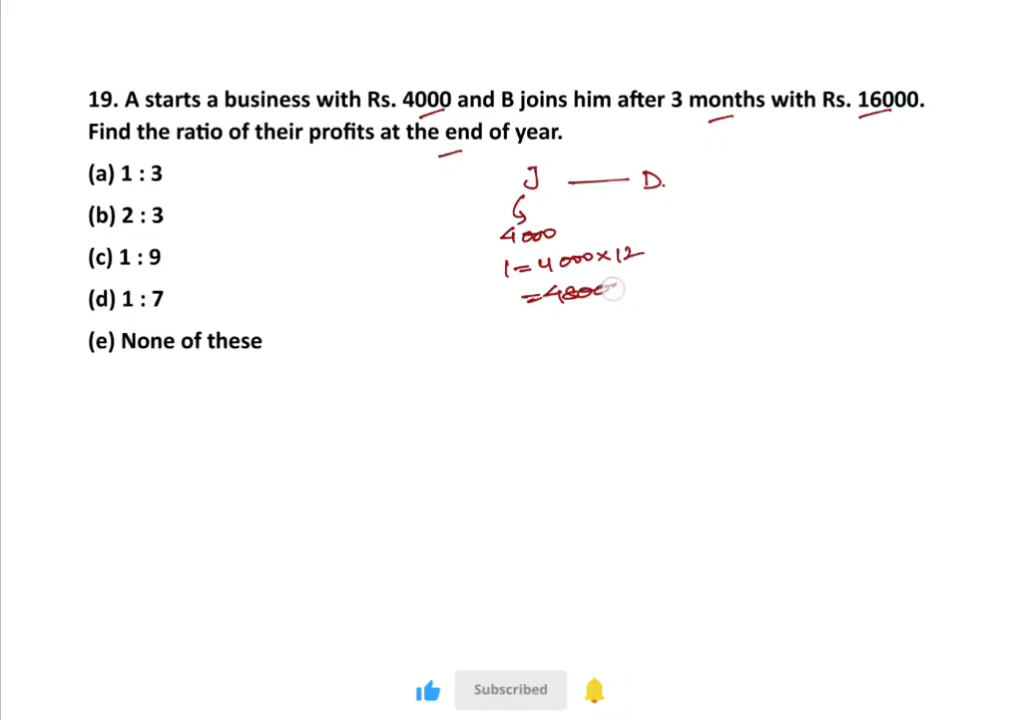 19. A starts a business with Rs. 4000 and B joins him after 3 months with Rs. 16000.
Find the ratio of their profits at the end of year.
(a) 1 : 3
(b) 2 : 3
(c) 1 : 9
(d) 1 : 7
(e) None of these
J — D.
4000
1 = 4000×12
= 4800
Subscribed